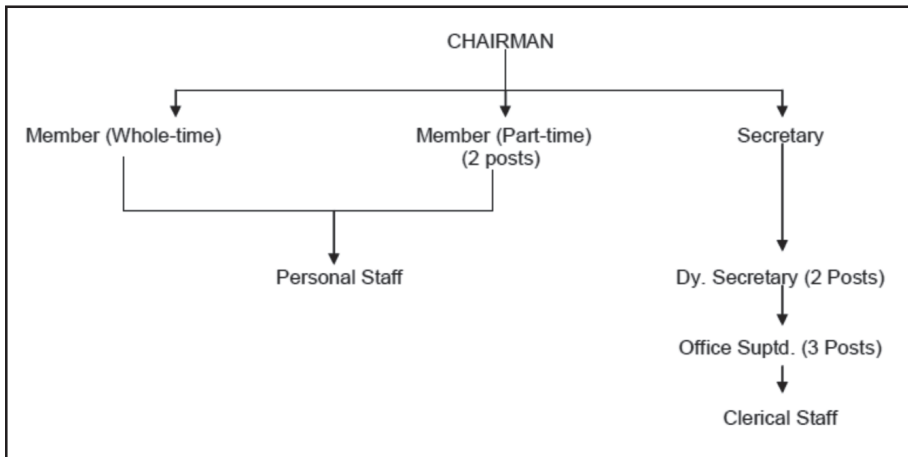 CHAIRMAN
Member (Whole-time)
Member (Part-time)
(2 posts)
Secretary
Personal Staff
Dy. Secretary (2 Posts)
Office Suptd. (3 Posts)
Clerical Staff